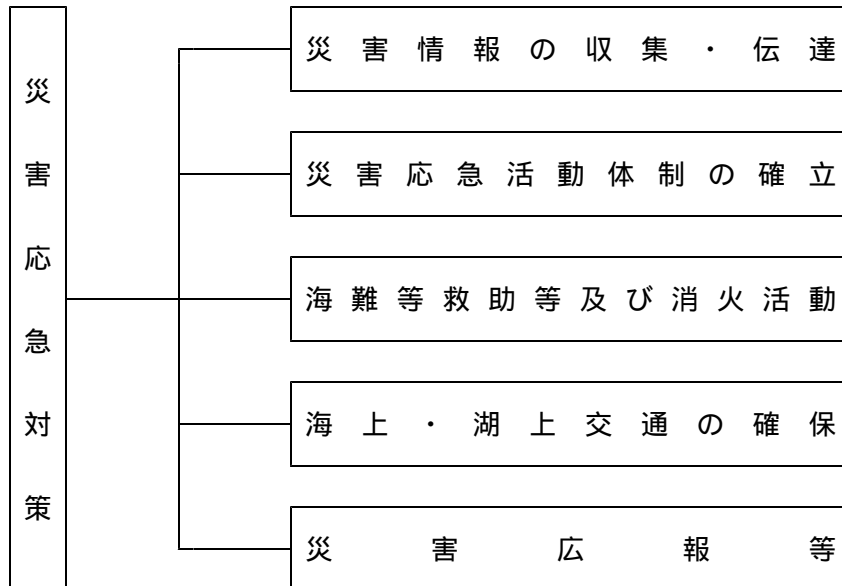 災害応急対策
災害情報の収集・伝達
災害応急活動体制の確立
海難等救助等及び消火活動
海上・湖上交通の確保
災害広報等